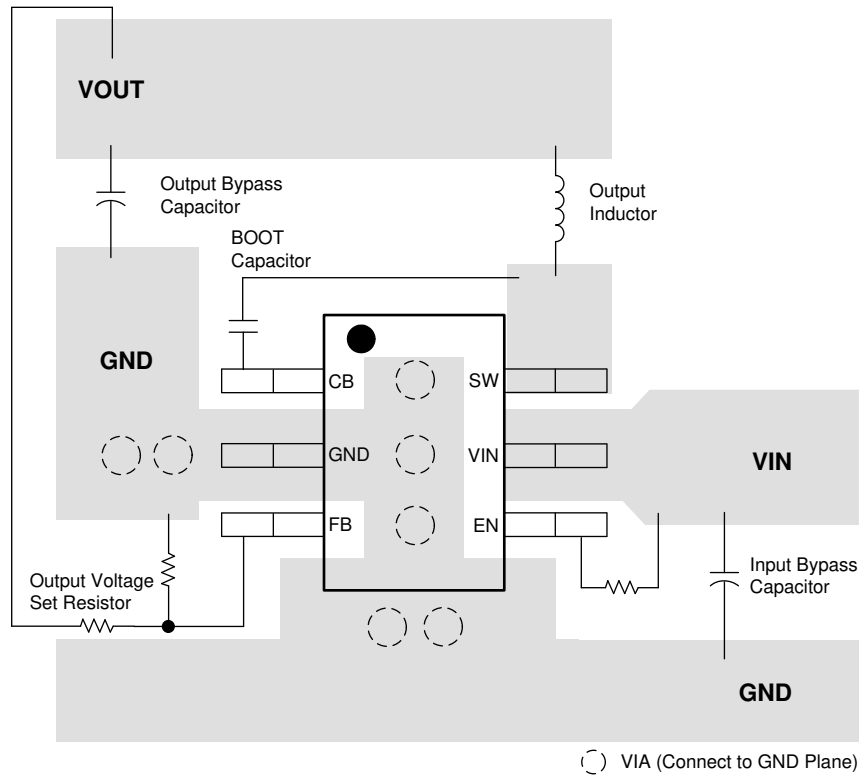 VOUT
Output Bypass
Capacitor
Output
Inductor
BOOT
Capacitor
GND
CB
SW
GND
VIN
VIN
FB
EN
Output Voltage
Set Resistor
Input Bypass
Capacitor
GND
VIA (Connect to GND Plane)